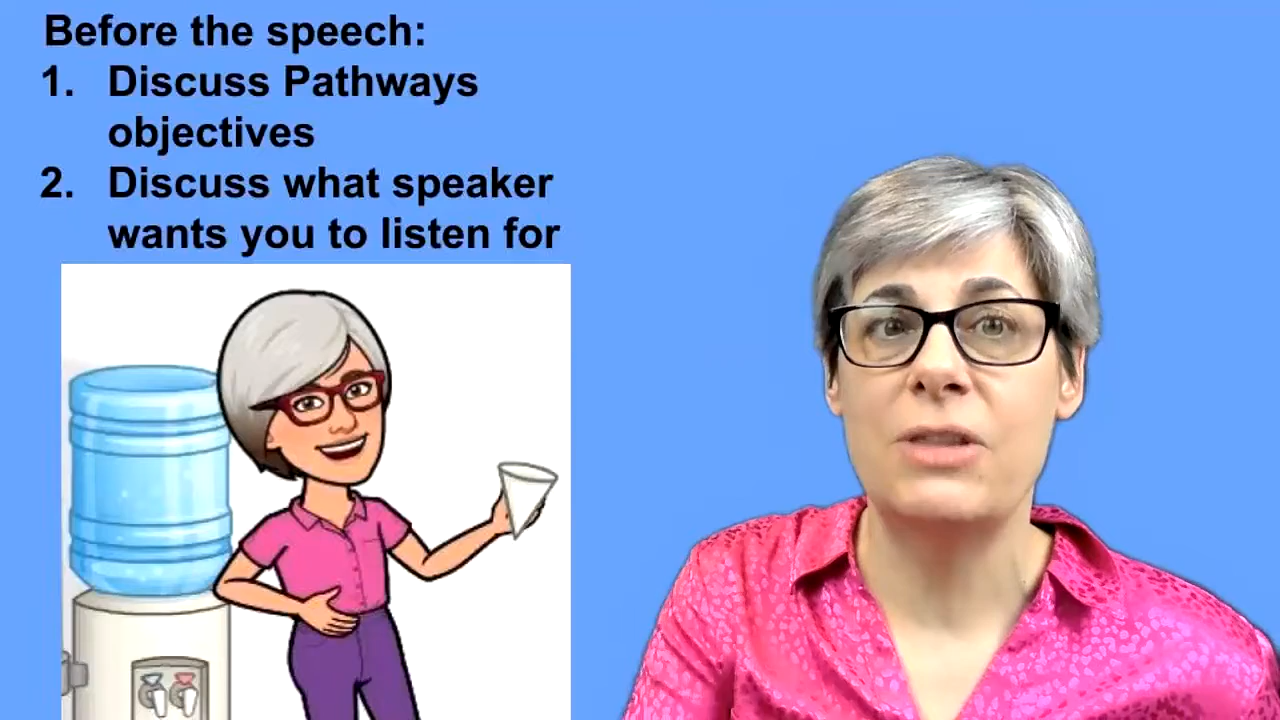 Before the speech:
1. Discuss Pathways
objectives
2. Discuss what speaker
wants you to listen for